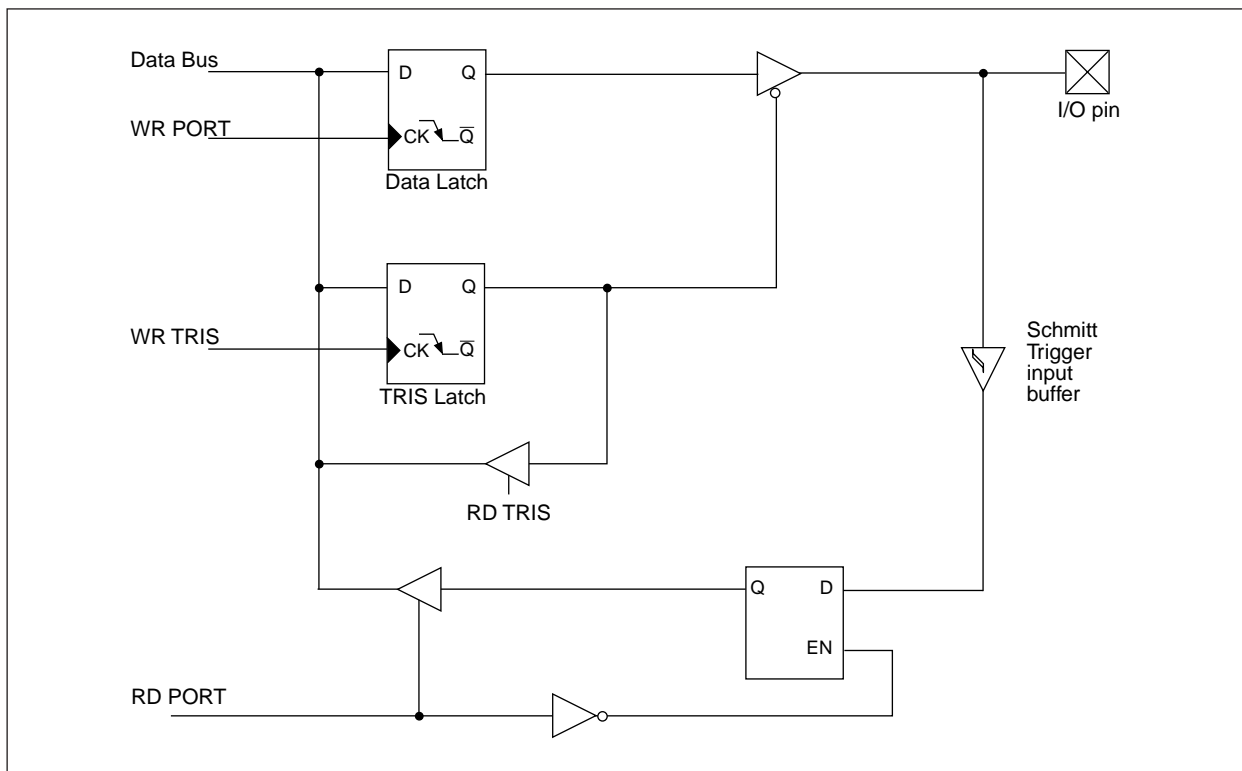 Data Bus
D
Q
I/O pin
WR PORT
CK
Q̅
Data Latch
D
Q
WR TRIS
CK
Q̅
TRIS Latch
Schmitt
Trigger
input
buffer
RD TRIS
Q
D
EN
RD PORT